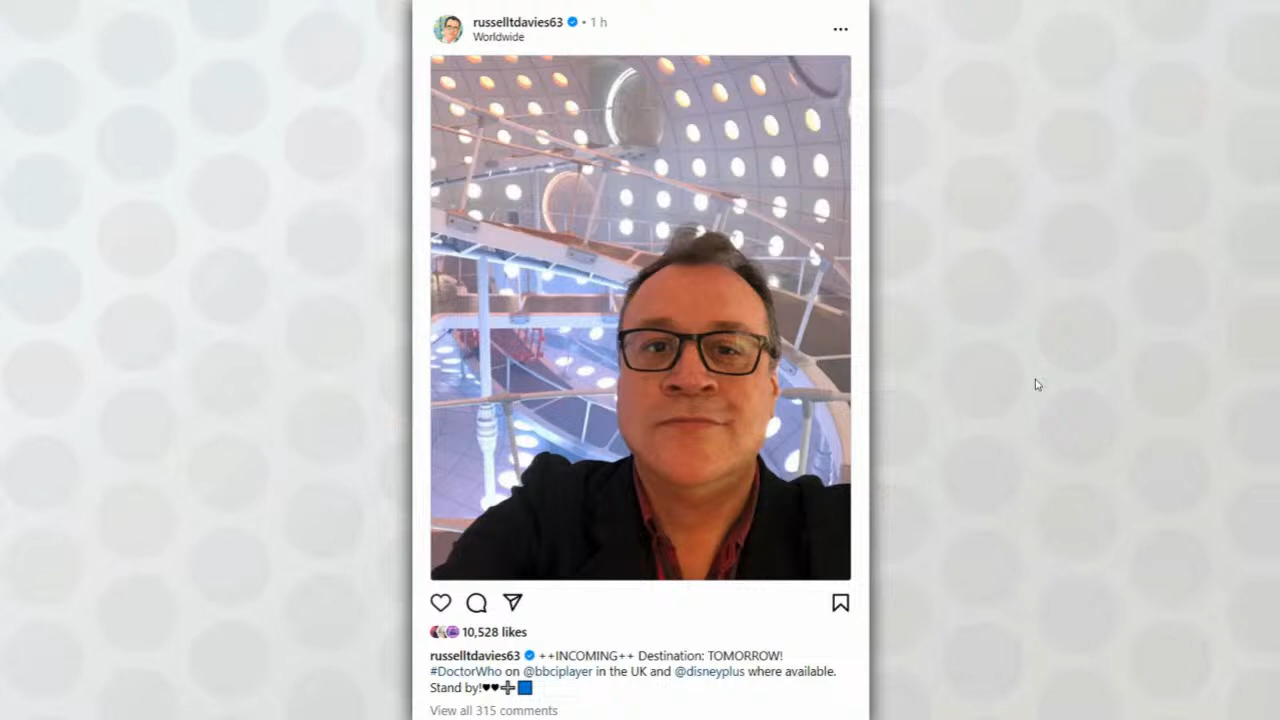 russelltdavies63 • 1 h
Worldwide
10,528 likes
russelltdavies63 ++INCOMING++ Destination: TOMORROW!
#DoctorWho on @bbciplayer in the UK and @disneyplus where available.
Stand by!♥♥➕🟦
View all 315 comments